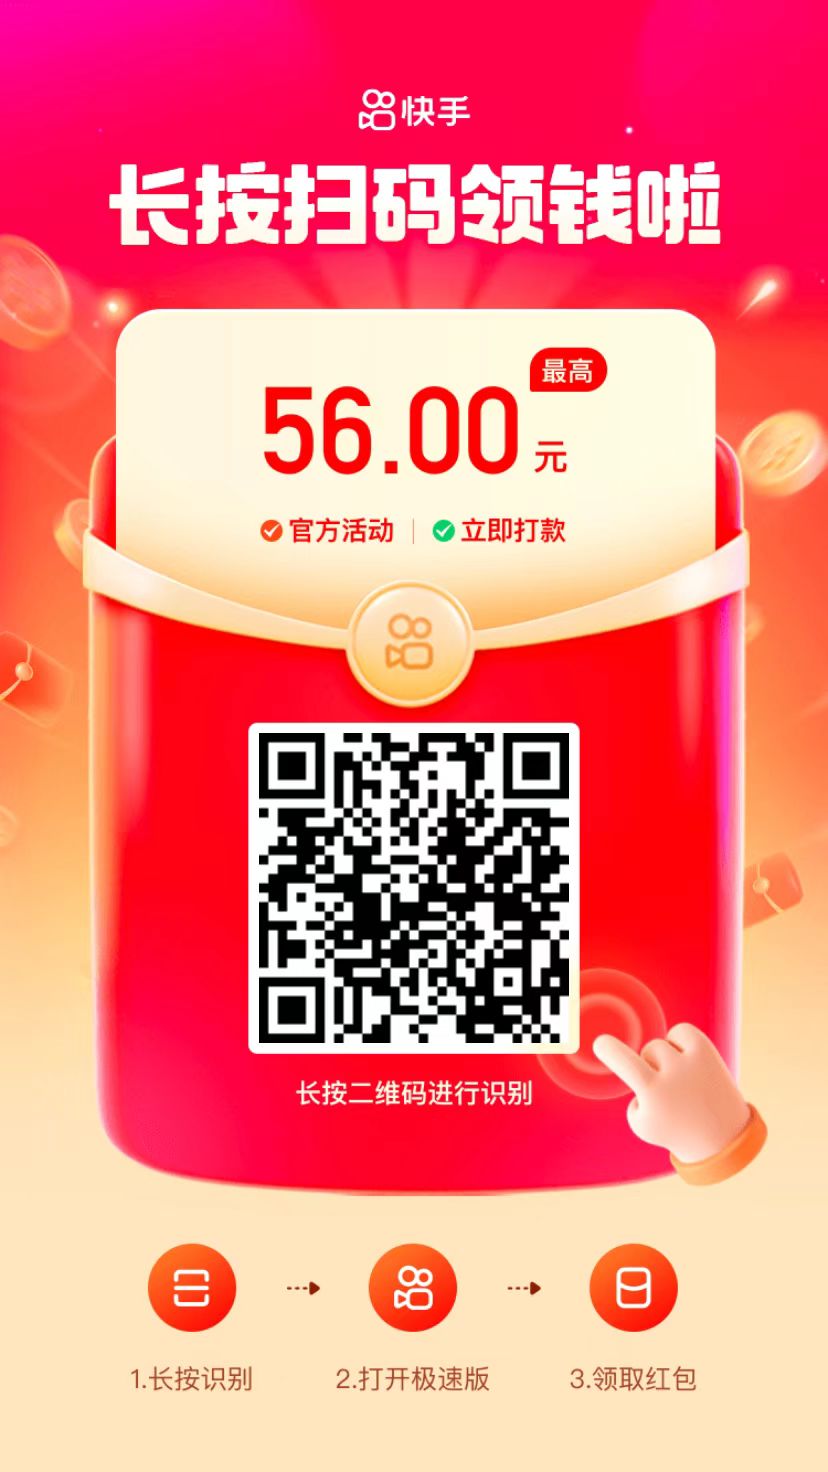 快手
长按扫码领钱啦
最高
56.00元
官方活动 | 立即打款
长按二维码进行识别
1.长按识别
2.打开极速版
3.领取红包